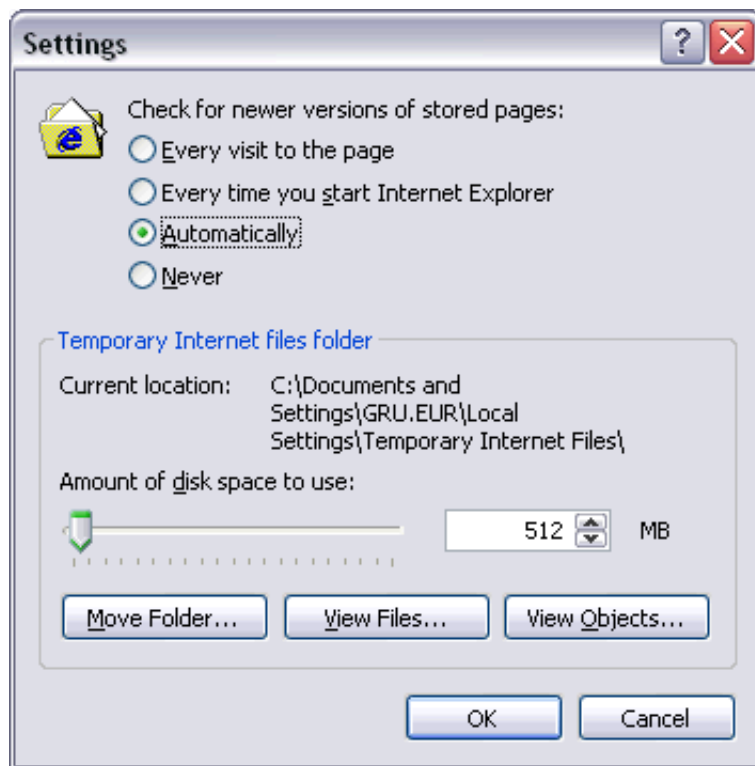 Settings
Check for newer versions of stored pages:
Every visit to the page
Every time you start Internet Explorer
Automatically
Never
Temporary Internet files folder
Current location: C:\Documents and
Settings\GRU.EUR\Local
Settings\Temporary Internet Files\
Amount of disk space to use:
512 MB
Move Folder... View Files... View Objects...
OK Cancel